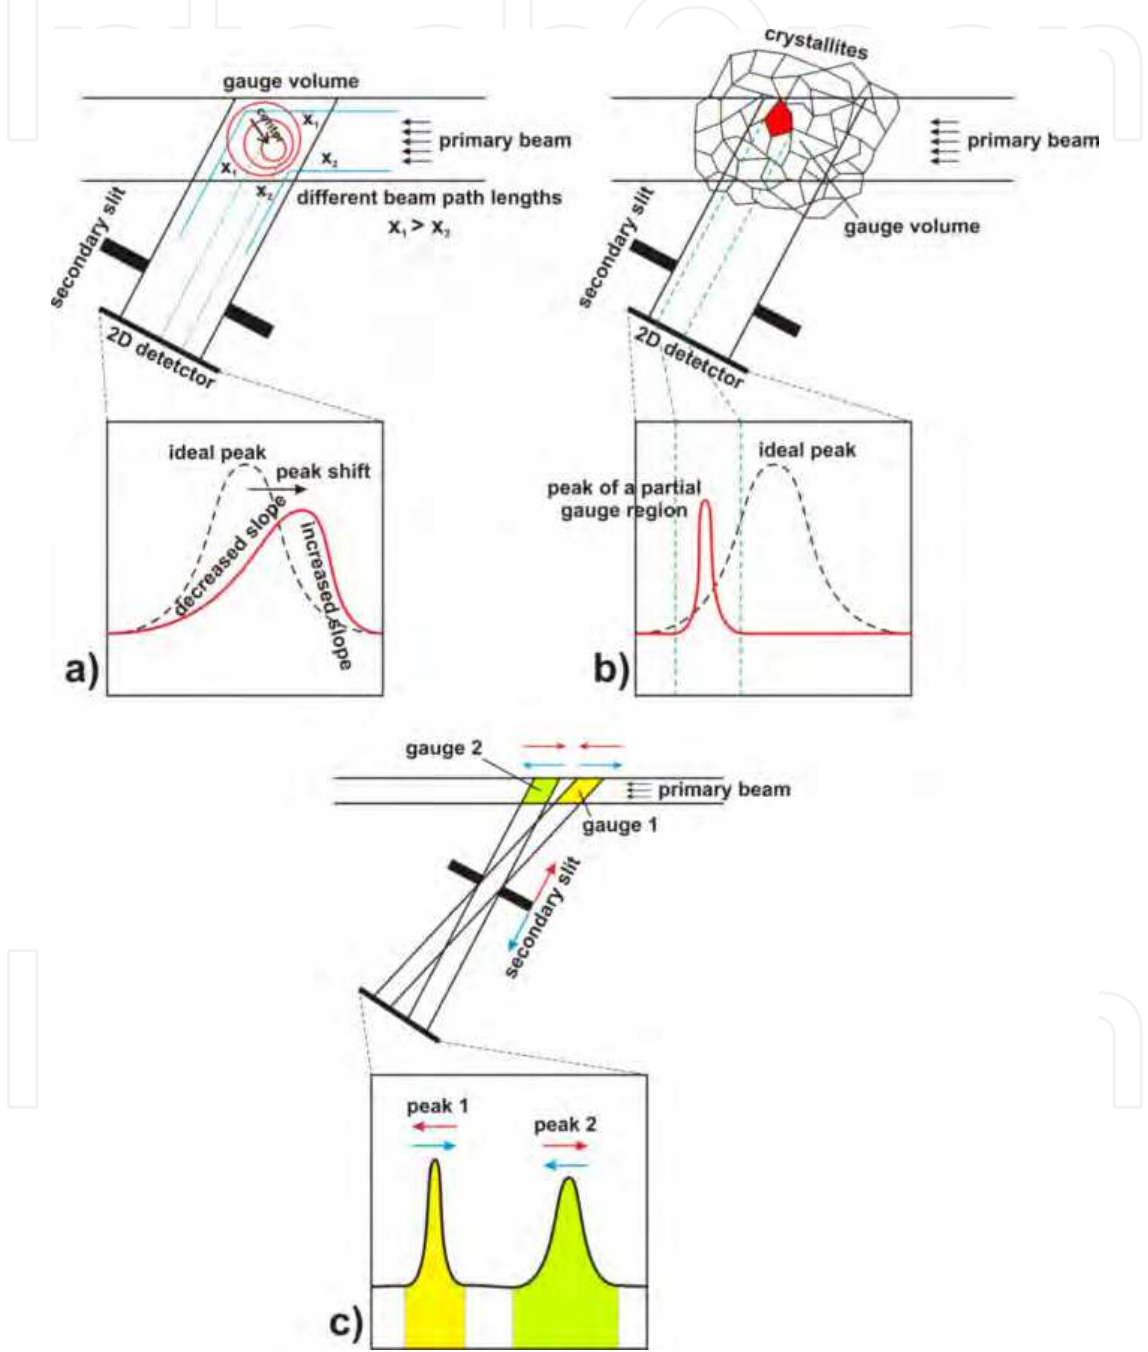 gauge volume
center
x₁
primary beam
x₂
x₁
x₂
different beam path lengths
x₁ > x₂
secondary slit
2D detetctor
ideal peak
peak shift
decreased slope
increased slope
a)
crystallites
primary beam
gauge volume
secondary slit
2D detetctor
ideal peak
peak of a partial
gauge region
b)
gauge 2
primary beam
gauge 1
secondary slit
peak 1
peak 2
c)